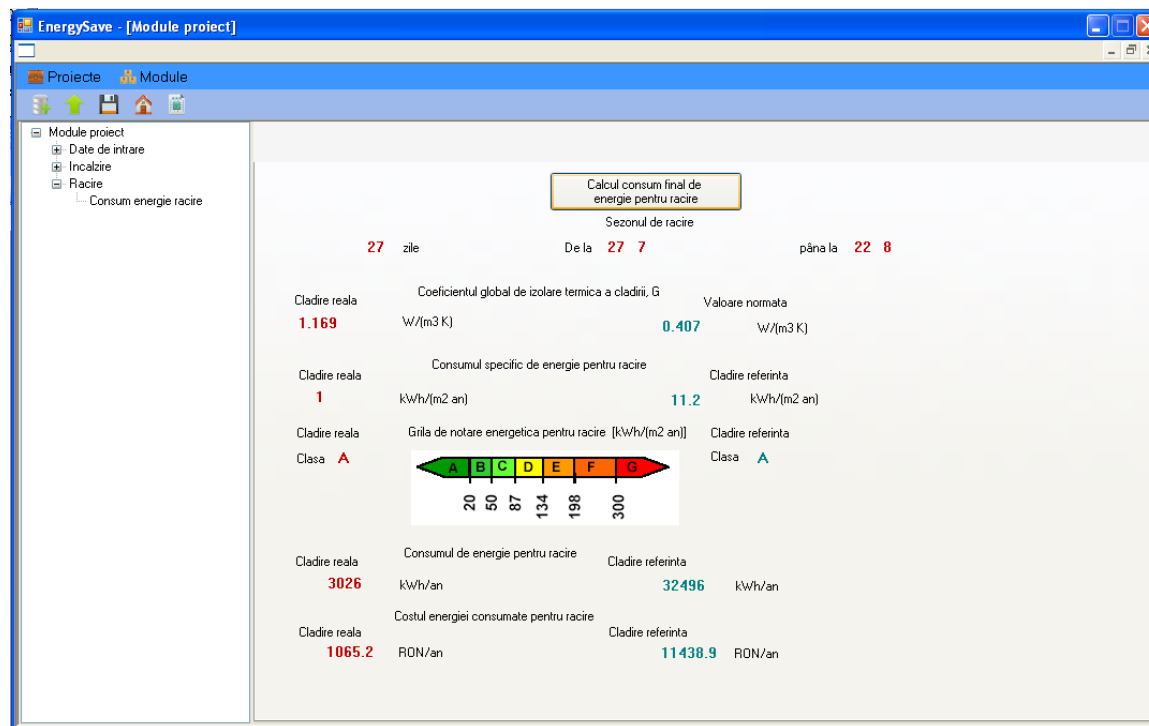 EnergySave - [Module proiect]
Proiecte Module
Module proiect
Date de intrare
Incalzire
Racire
Consum energie racire
Calcul consum final de
energie pentru racire
Sezonul de racire
27 zile De la 27 7 pâna la 22 8
Coeficientul global de izolare termica a cladirii, G
Cladire reala Valoare normata
1.169 W/(m3 K) 0.407 W/(m3 K)
Consumul specific de energie pentru racire
Cladire reala Cladire referinta
1 kWh/(m2 an) 11.2 kWh/(m2 an)
Cladire reala Grila de notare energetica pentru racire [kWh/(m2 an)] Cladire referinta
Clasa A Clasa A
A B C D E F G
20 50 87 134 198 300
Consumul de energie pentru racire
Cladire reala Cladire referinta
3026 kWh/an 32496 kWh/an
Costul energiei consumate pentru racire
Cladire reala Cladire referinta
1065.2 RON/an 11438.9 RON/an